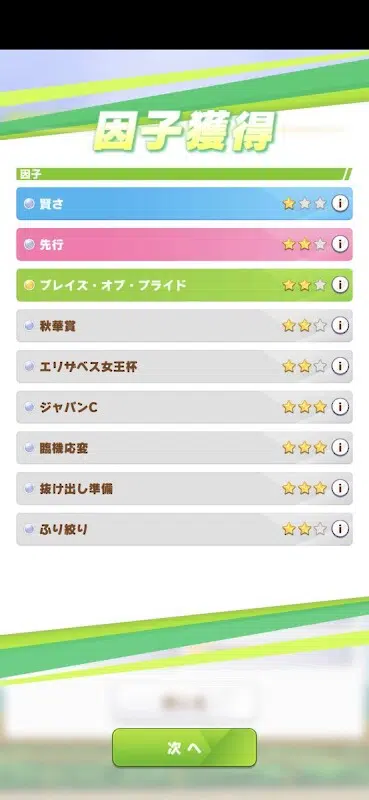 因子獲得
因子
賢さ
先行
プレイズ・オブ・プライド
秋華賞
エリザベス女王杯
ジャパンC
臨機応変
抜け出し準備
ふり絞り
次へ